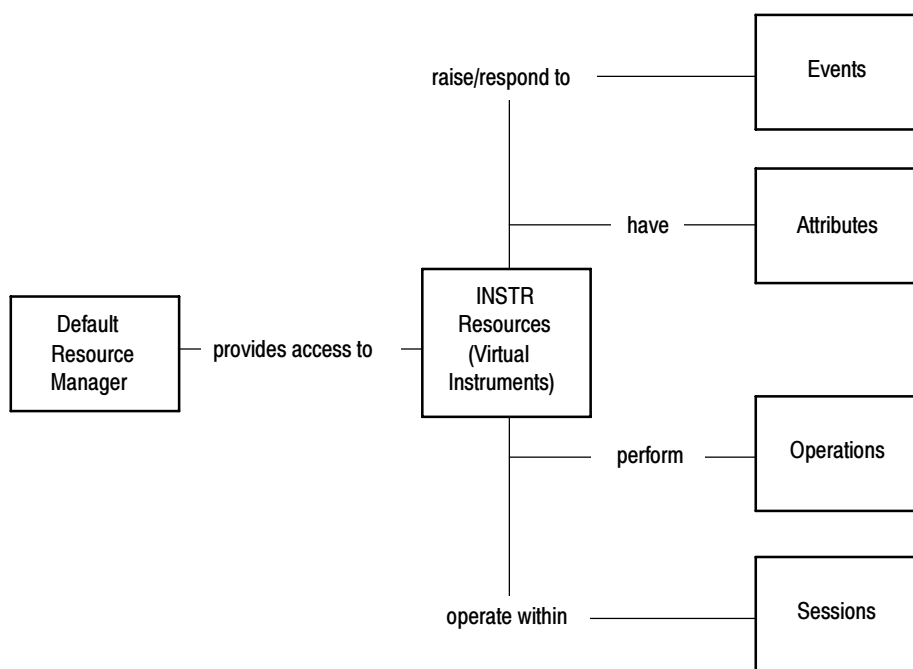 raise/respond to
Events
have
Attributes
Default
Resource
Manager
provides access to
INSTR
Resources
(Virtual
Instruments)
perform
Operations
operate within
Sessions